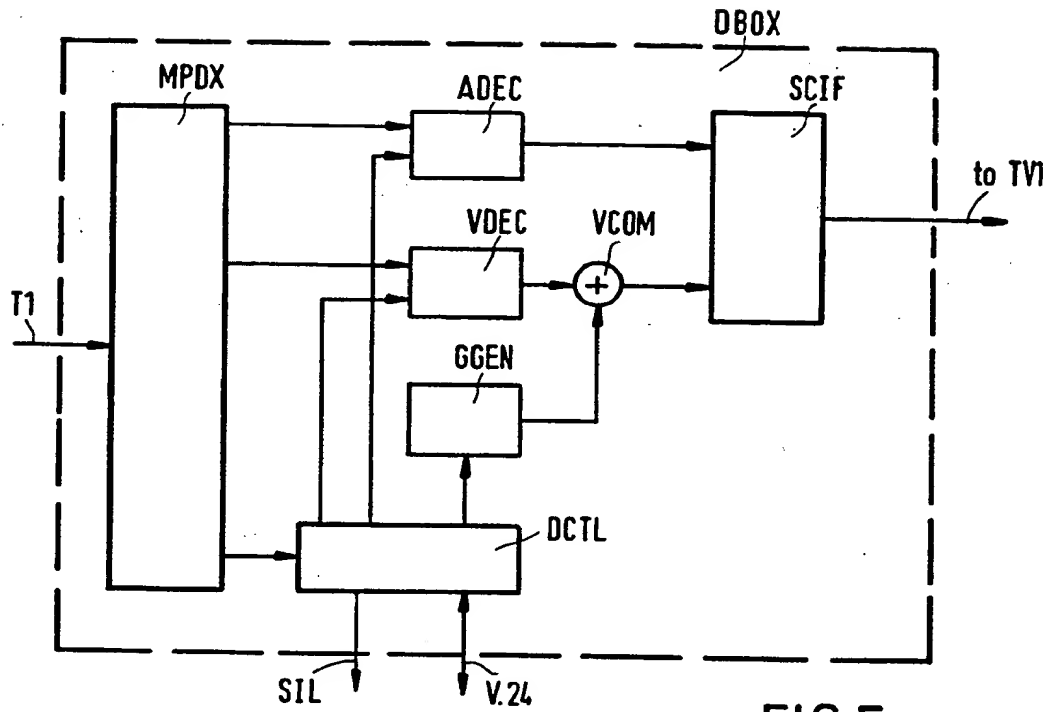 DBOX
MPDX
ADEC
SCIF
to TV1
VDEC
VCOM
T1
GGEN
DCTL
SIL
V.24